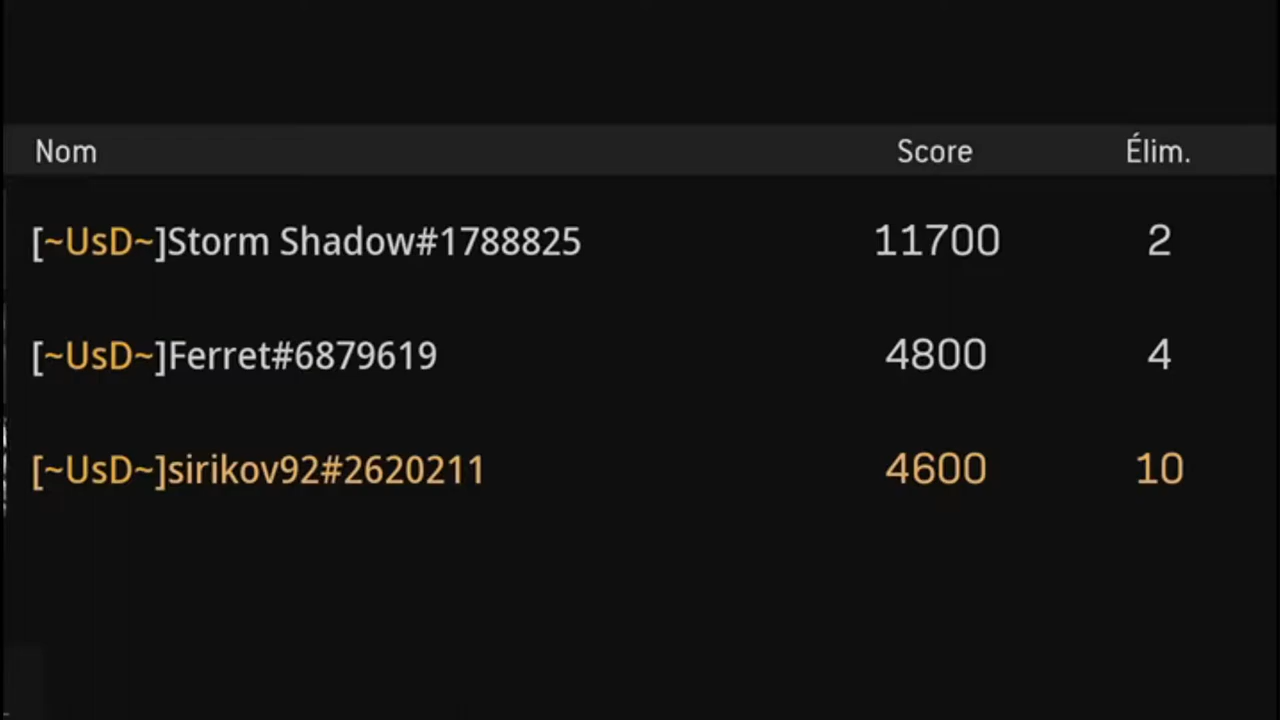 Nom Score Élim.
[~UsD~]Storm Shadow#1788825 11700 2
[~UsD~]Ferret#6879619 4800 4
[~UsD~]sirikov92#2620211 4600 10